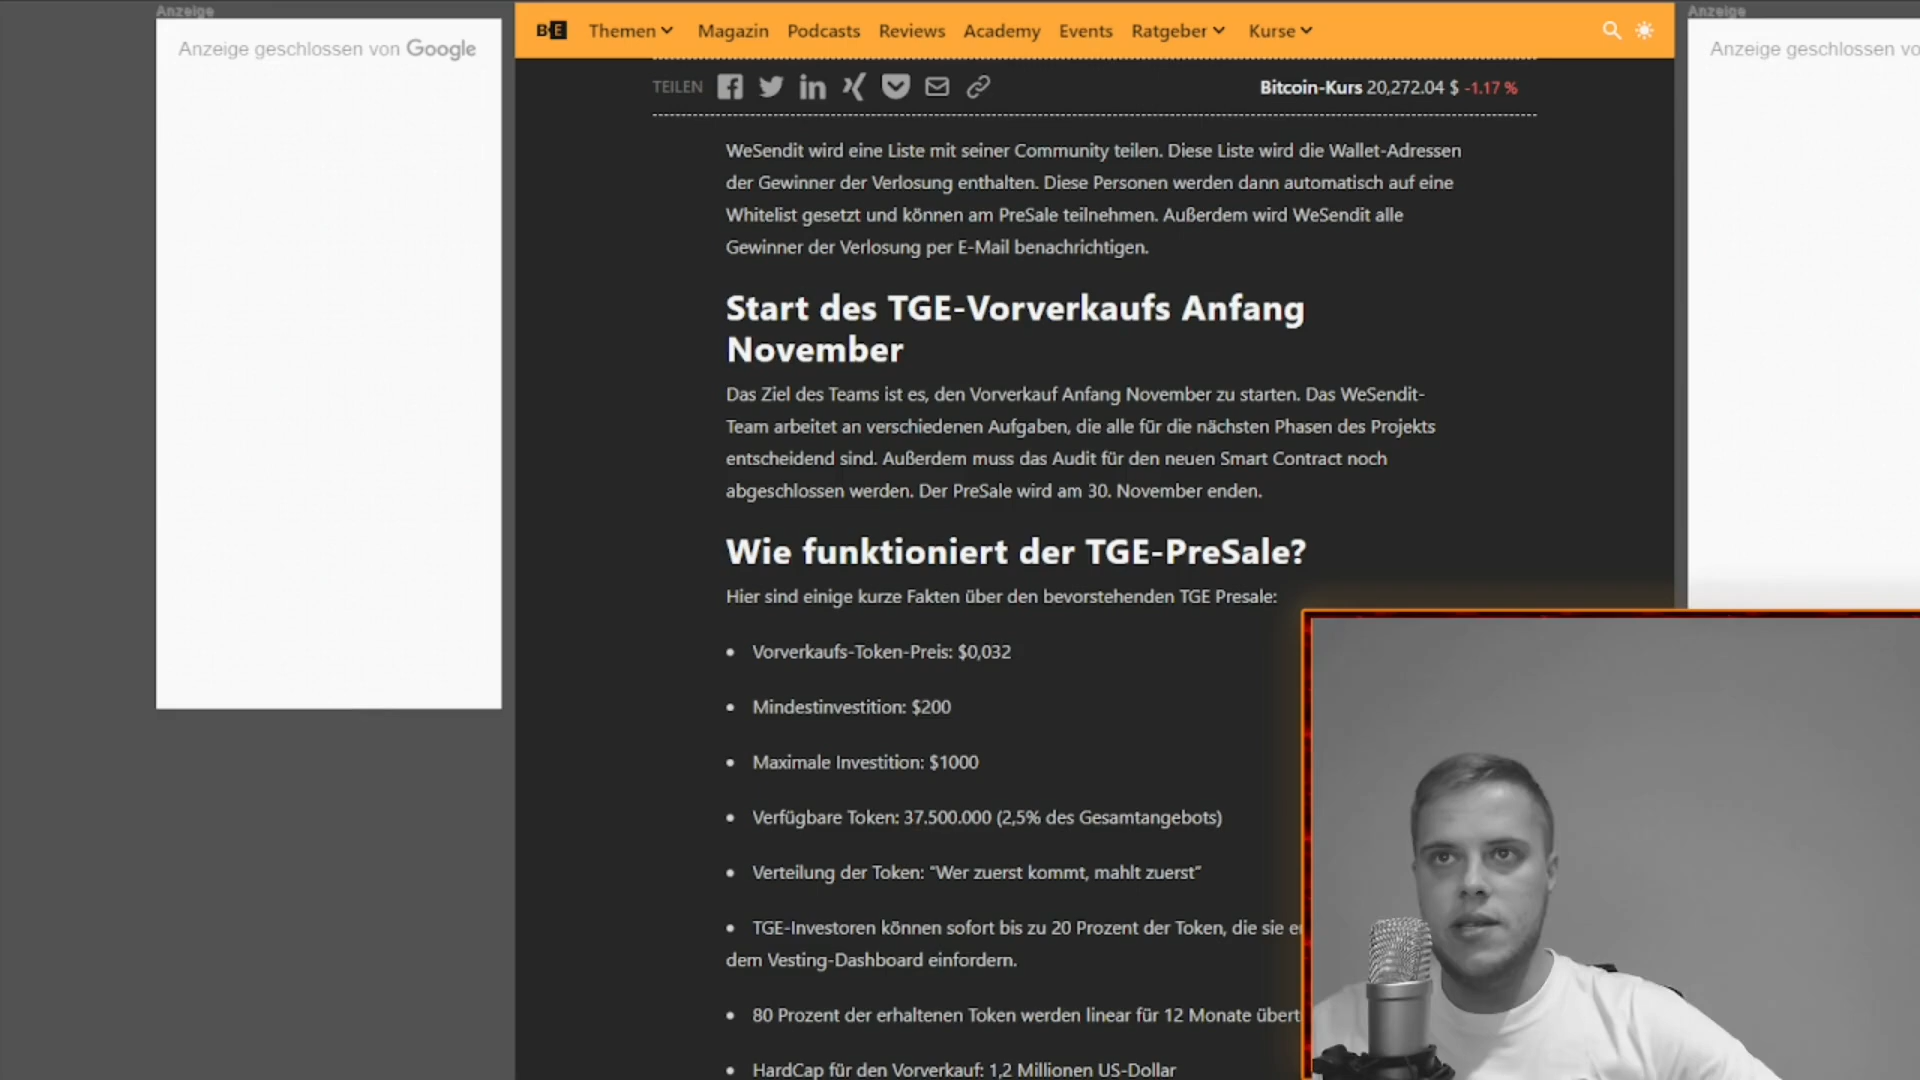 Anzeige
Anzeige geschlossen von Google
BE Themen Magazin Podcasts Reviews Academy Events Ratgeber Kurse
Anzeige
Anzeige geschlossen vo
TEILEN
Bitcoin-Kurs 20,272.04 $ -1.17 %
WeSendit wird eine Liste mit seiner Community teilen. Diese Liste wird die Wallet-Adressen
der Gewinner der Verlosung enthalten. Diese Personen werden dann automatisch auf eine
Whitelist gesetzt und können am PreSale teilnehmen. Außerdem wird WeSendit alle
Gewinner der Verlosung per E-Mail benachrichtigen.
Start des TGE-Vorverkaufs Anfang
November
Das Ziel des Teams ist es, den Vorverkauf Anfang November zu starten. Das WeSendit-
Team arbeitet an verschiedenen Aufgaben, die alle für die nächsten Phasen des Projekts
entscheidend sind. Außerdem muss das Audit für den neuen Smart Contract noch
abgeschlossen werden. Der PreSale wird am 30. November enden.
Wie funktioniert der TGE-PreSale?
Hier sind einige kurze Fakten über den bevorstehenden TGE Presale:
• Vorverkaufs-Token-Preis: $0,032
• Mindestinvestition: $200
• Maximale Investition: $1000
• Verfügbare Token: 37.500.000 (2,5% des Gesamtangebots)
• Verteilung der Token: “Wer zuerst kommt, mahlt zuerst”
• TGE-Investoren können sofort bis zu 20 Prozent der Token, die sie
dem Vesting-Dashboard einfordern.
• 80 Prozent der erhaltenen Token werden linear für 12 Monate übert
• HardCap für den Vorverkauf: 1,2 Millionen US-Dollar